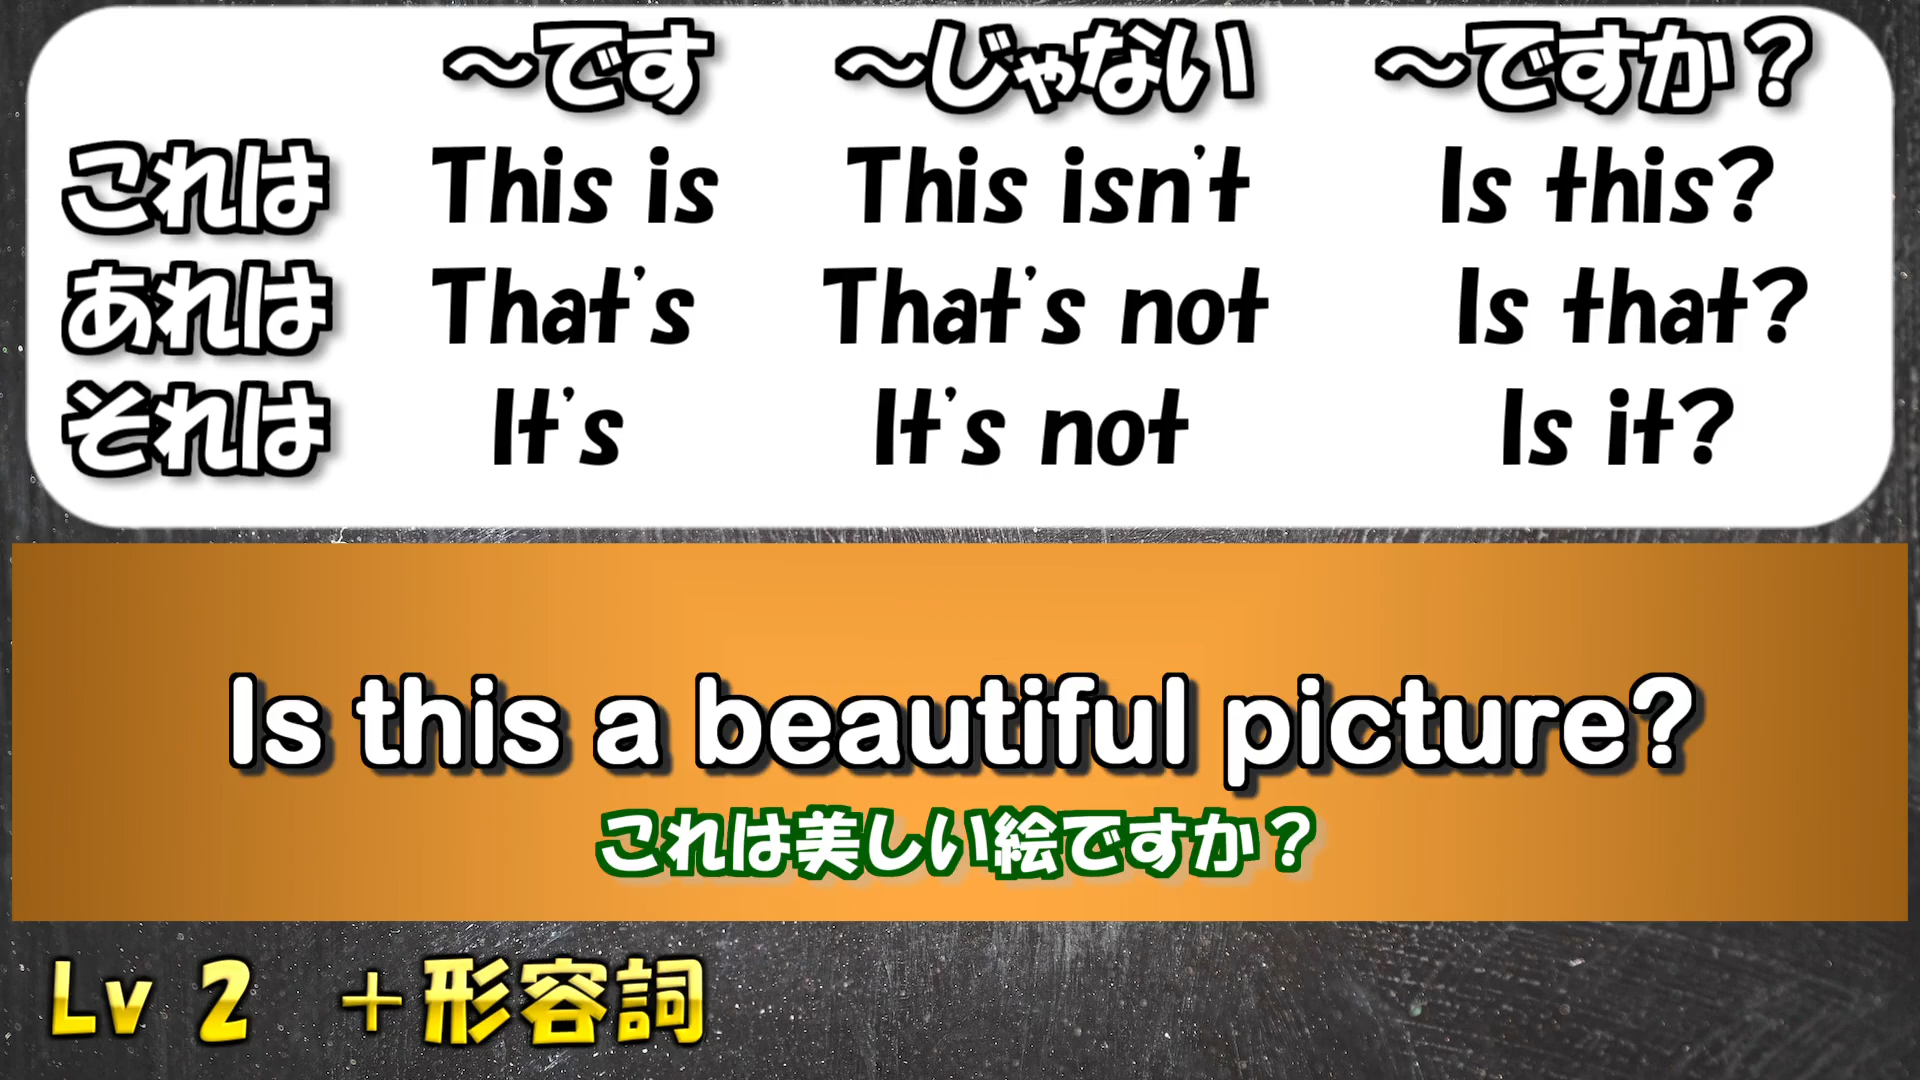 ～です ～じゃない ～ですか？
これは This is This isn't Is this?
あれは That's That's not Is that?
それは It's It's not Is it?
Is this a beautiful picture?
これは美しい絵ですか？
Lv 2 ＋形容詞